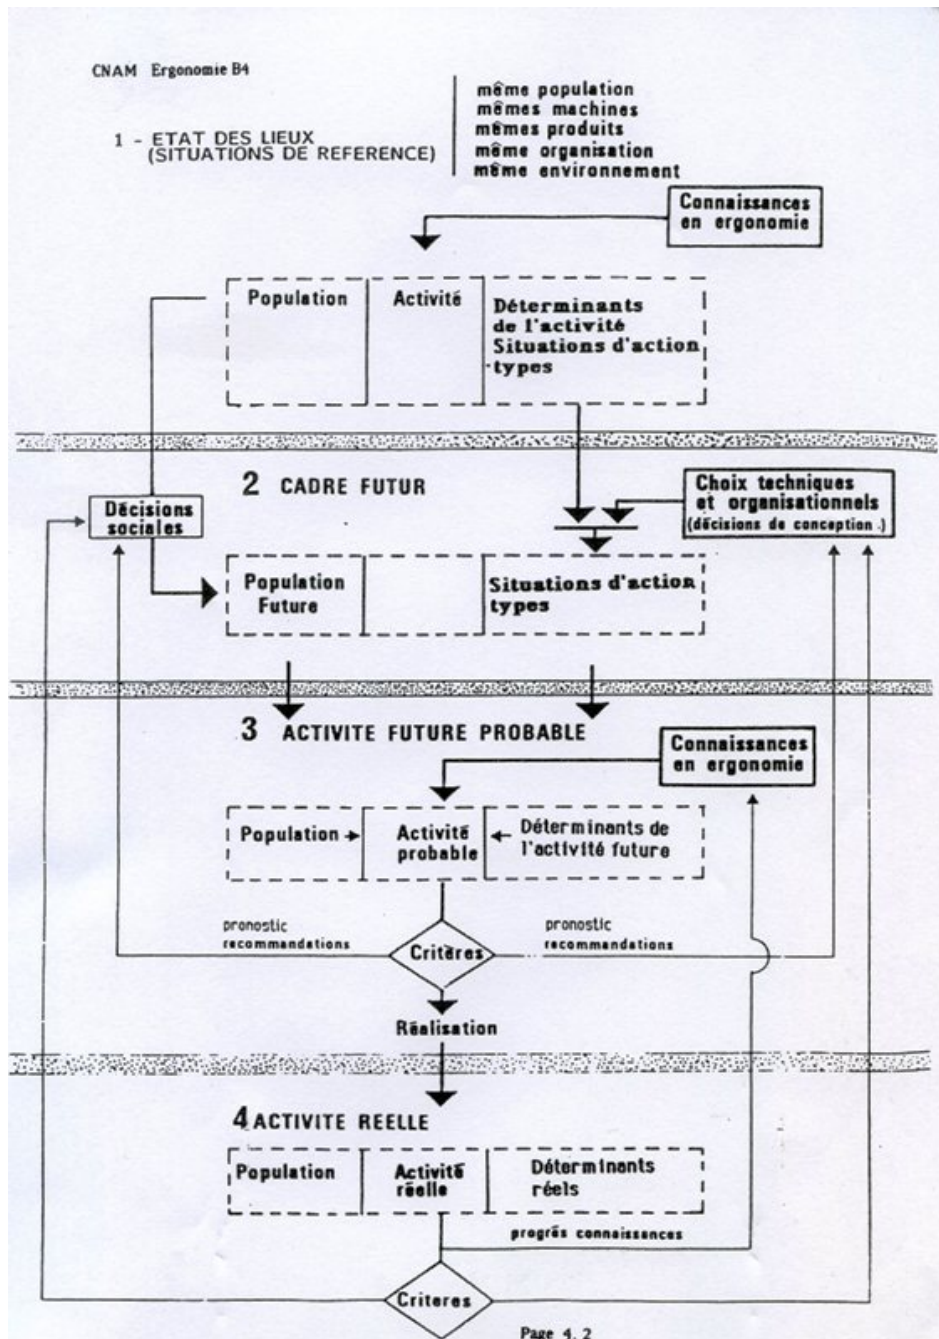 CNAM Ergonomie B4
1 - ETAT DES LIEUX
(SITUATIONS DE REFERENCE)
même population
mêmes machines
mêmes produits
même organisation
même environnement
Connaissances
en ergonomie
Population
Activité
Déterminants
de l'activité
Situations d'action
types
2 CADRE FUTUR
Décisions
sociales
Choix techniques
et organisationnels
(décisions de conception.)
Population
Future
Situations d'action
types
3 ACTIVITE FUTURE PROBABLE
Connaissances
en ergonomie
Population
Activité
probable
Déterminants de
l'activité future
pronostic
recommandations
Critères
pronostic
recommandations
Réalisation
4 ACTIVITE REELLE
Population
Activité
réelle
Déterminants
réels
progrès connaissances
Criteres
Page 4. 2